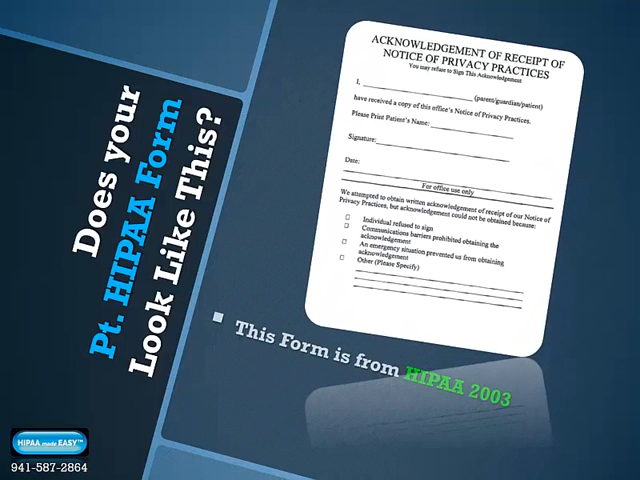 Does your
Pt. HIPAA Form
Look Like This?
ACKNOWLEDGEMENT OF RECEIPT OF
NOTICE OF PRIVACY PRACTICES
You may refuse to Sign This Acknowledgement
I, ______________________ (parent/guardian/patient)
have received a copy of this office's Notice of Privacy Practices.
Please Print Patient's Name:________________
Signature:______________________________
Date:
For office use only
We attempted to obtain written acknowledgement of receipt of our Notice of
Privacy Practices, but acknowledgement could not be obtained because:
□ Individual refused to sign
□ Communications barriers prohibited obtaining the
acknowledgement
□ An emergency situation prevented us from obtaining
acknowledgement
□ Other (Please Specify)
▪ This Form is from HIPAA 2003
HIPAA made EASY™
941-587-2864